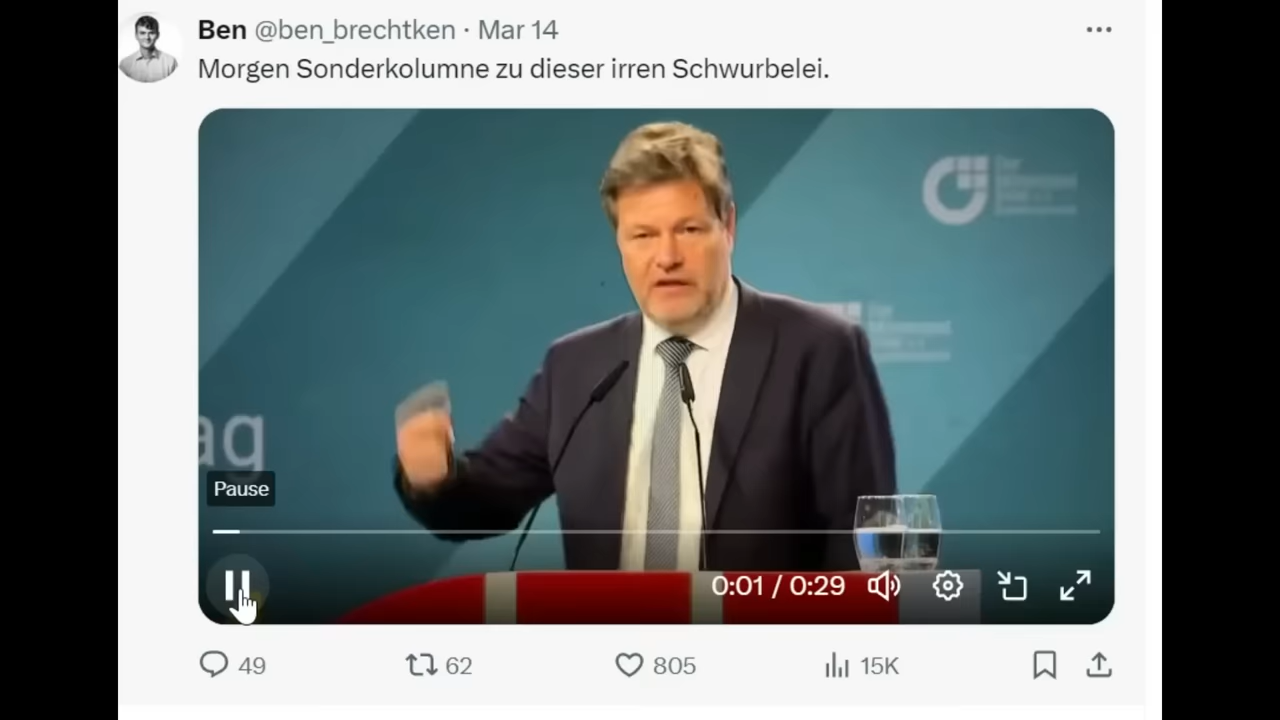 Ben @ben_brechtken · Mar 14
Morgen Sonderkolumne zu dieser irren Schwurbelei.
ag
Pause
0:01 / 0:29
49 62 805 15K